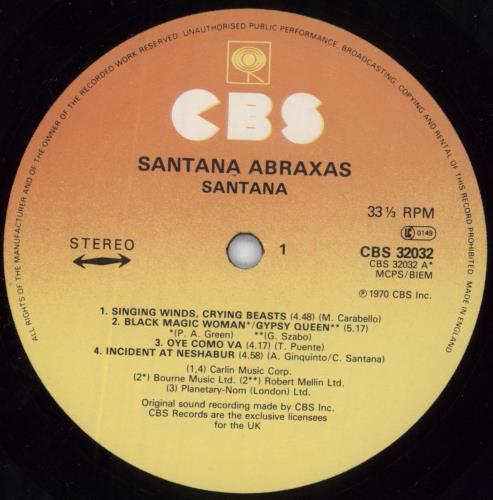 ALL RIGHTS OF THE MANUFACTURER AND OF THE OWNER OF THE RECORDED WORK RESERVED. UNAUTHORISED PUBLIC PERFORMANCE, BROADCASTING, COPYING AND RENTAL OF THIS RECORD PROHIBITED. MADE IN ENGLAND
CBS
SANTANA ABRAXAS
SANTANA
33⅓ RPM
LC 0149
STEREO
1
CBS 32032
CBS 32032 A*
MCPS/BIEM
℗ 1970 CBS Inc.
1. SINGING WINDS, CRYING BEASTS (4.48) (M. Carabello)
2. BLACK MAGIC WOMAN*/GYPSY QUEEN** (5.17)
*(P. A. Green) **(G. Szabo)
3. OYE COMO VA (4.17) (T. Puente)
4. INCIDENT AT NESHABUR (4.58) (A. Ginquinto/C. Santana)
(1,4) Carlin Music Corp.
(2*) Bourne Music Ltd. (2**) Robert Mellin Ltd.
(3) Planetary-Nom (London) Ltd.
Original sound recording made by CBS Inc.
CBS Records are the exclusive licensees
for the UK